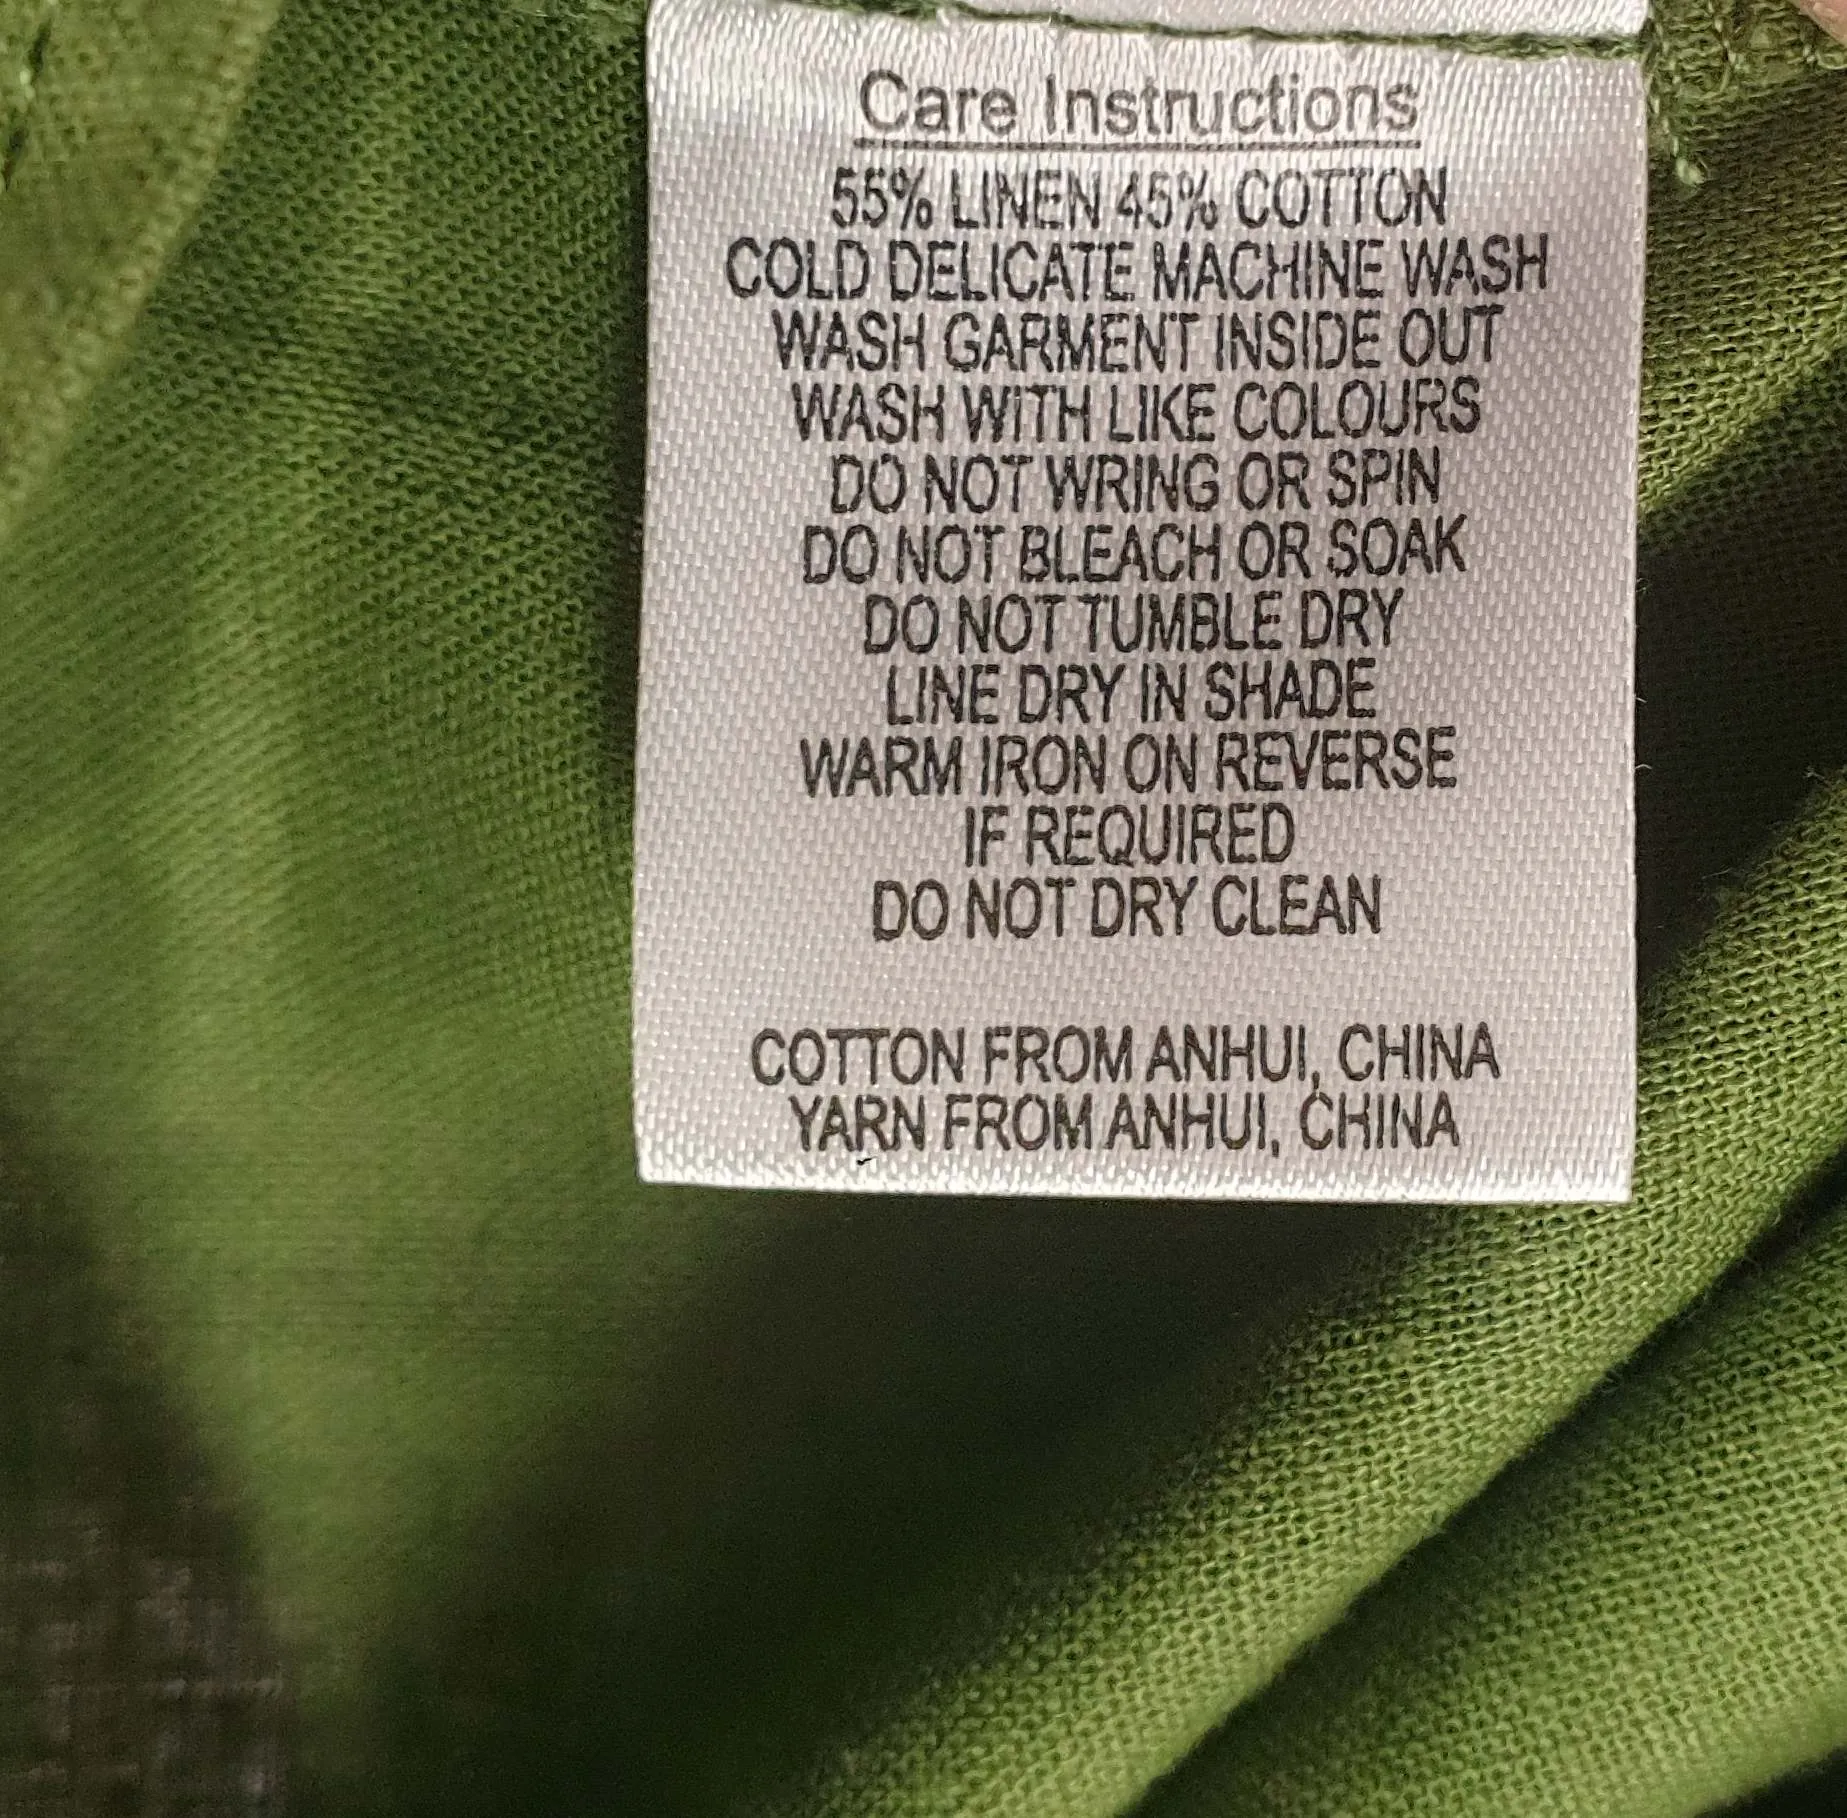 Care Instructions
55% LINEN 45% COTTON
COLD DELICATE MACHINE WASH
WASH GARMENT INSIDE OUT
WASH WITH LIKE COLOURS
DO NOT WRING OR SPIN
DO NOT BLEACH OR SOAK
DO NOT TUMBLE DRY
LINE DRY IN SHADE
WARM IRON ON REVERSE
IF REQUIRED
DO NOT DRY CLEAN
COTTON FROM ANHUI, CHINA
YARN FROM ANHUI, CHINA